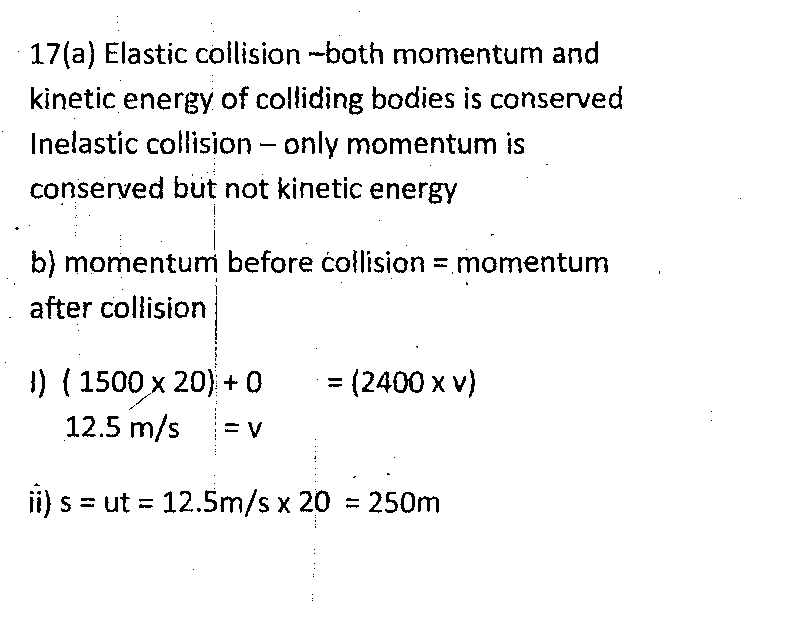 17(a) Elastic collision –both momentum and
kinetic energy of colliding bodies is conserved
Inelastic collision – only momentum is
conserved but not kinetic energy
b) momentum before collision = momentum
after collision
I) ( 1500 x 20) + 0 = (2400 x v)
12.5 m/s = v
ii) s = ut = 12.5m/s x 20 = 250m